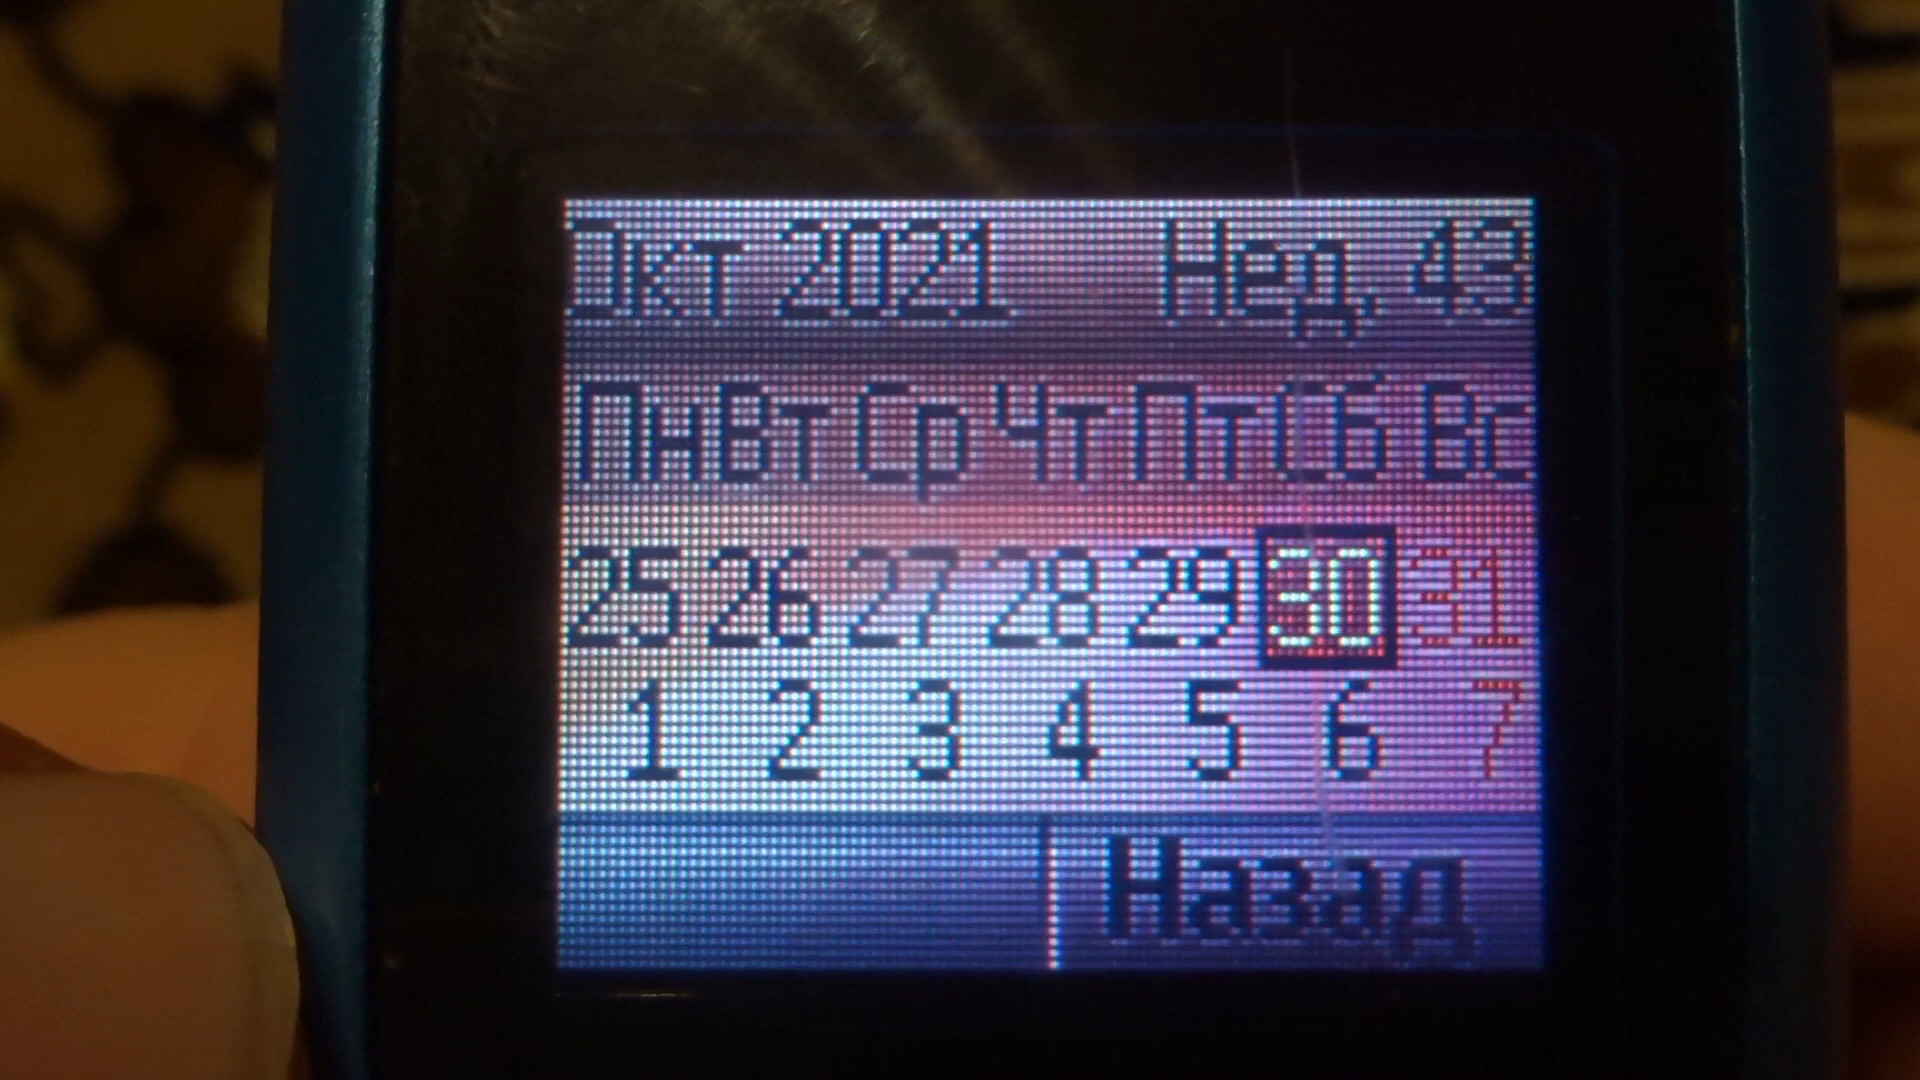 Окт 2021 Нед. 43
Пн Вт Ср Чт Пт Сб Вс
25 26 27 28 29 30 31
1 2 3 4 5 6 7
Назад